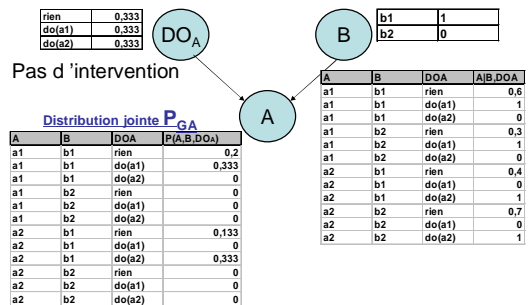 rien 0,333
do(a1) 0,333
do(a2) 0,333
DOA
B
b1 1
b2 0
Pas d 'intervention
A
Distribution jointe PGA
A B DOA P(A,B,DOA)
a1 b1 rien 0,2
a1 b1 do(a1) 0,333
a1 b1 do(a2) 0
a1 b2 rien 0
a1 b2 do(a1) 0
a1 b2 do(a2) 0
a2 b1 rien 0,133
a2 b1 do(a1) 0
a2 b1 do(a2) 0,333
a2 b2 rien 0
a2 b2 do(a1) 0
a2 b2 do(a2) 0
A B DOA A|B,DOA
a1 b1 rien 0,6
a1 b1 do(a1) 1
a1 b1 do(a2) 0
a1 b2 rien 0,3
a1 b2 do(a1) 1
a1 b2 do(a2) 0
a2 b1 rien 0,4
a2 b1 do(a1) 0
a2 b1 do(a2) 1
a2 b2 rien 0,7
a2 b2 do(a1) 0
a2 b2 do(a2) 1